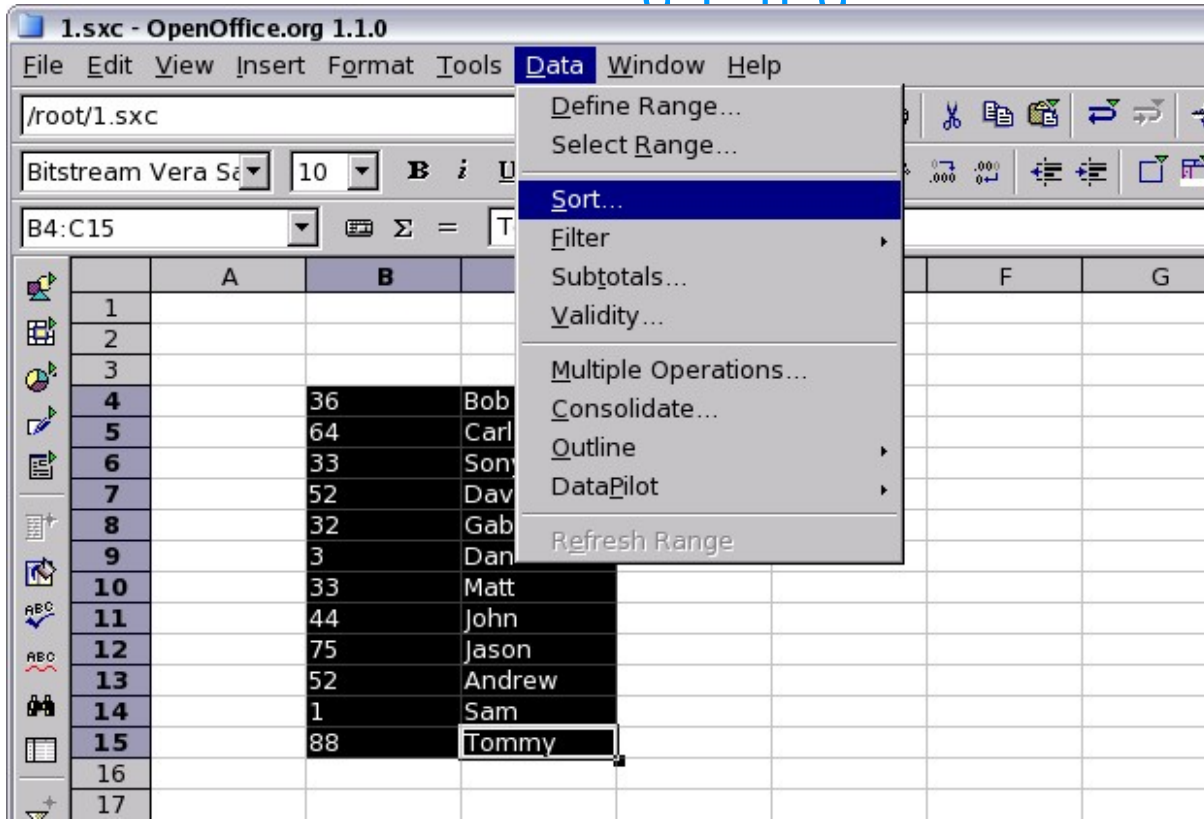 1.sxc - OpenOffice.org 1.1.0
File Edit View Insert Format Tools Data Window Help
/root/1.sxc
Bitstream Vera 10 B i U
B4:C15 Σ =
Define Range...
Select Range...
Sort...
Filter
Subtotals...
Validity...
Multiple Operations...
Consolidate...
Outline
DataPilot
Refresh Range
A B F G
1
2
3
4 36 Bob
5 64 Carl
6 33
7 52
8 32
9 3 Dan
10 33 Matt
11 44 John
12 75 Jason
13 52 Andrew
14 1 Sam
15 88 Tommy
16
17
ABC
ABC